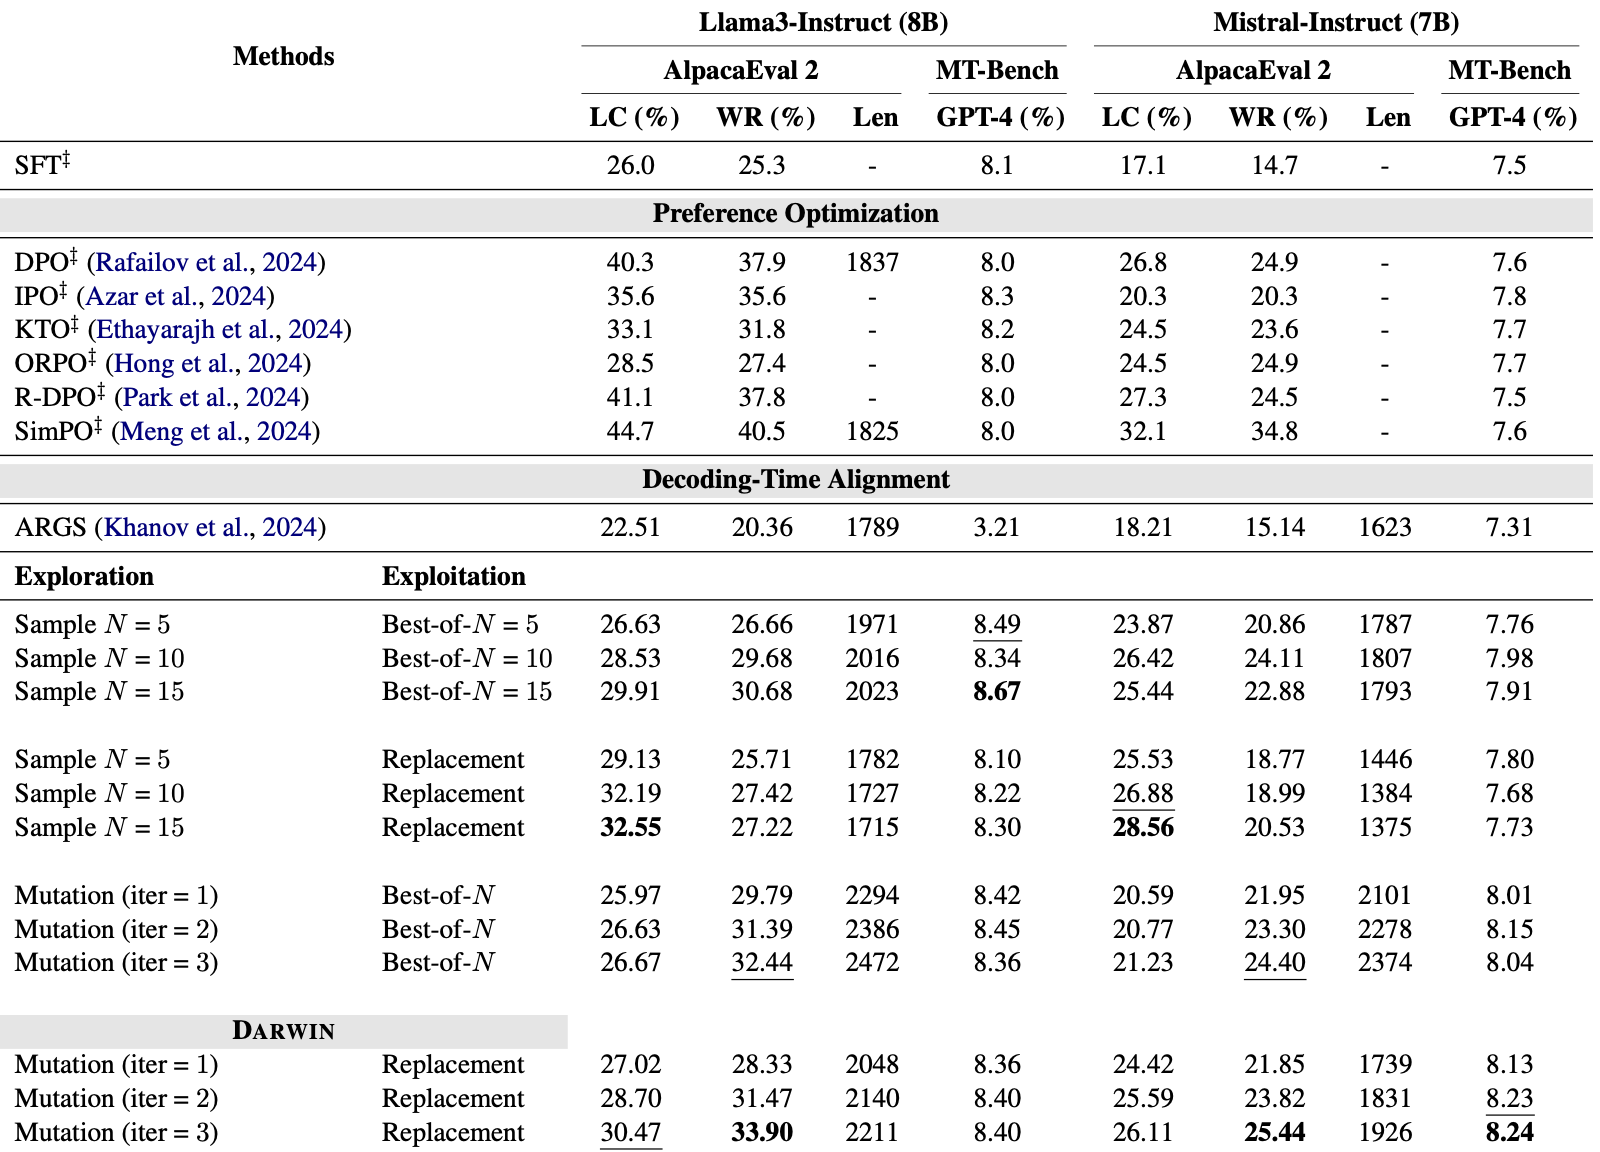 Llama3-Instruct (8B) Mistral-Instruct (7B)
Methods AlpacaEval 2 MT-Bench AlpacaEval 2 MT-Bench
LC (%) WR (%) Len GPT-4 (%) LC (%) WR (%) Len GPT-4 (%)
SFT‡ 26.0 25.3 - 8.1 17.1 14.7 - 7.5
Preference Optimization
DPO‡ (Rafailov et al., 2024) 40.3 37.9 1837 8.0 26.8 24.9 - 7.6
IPO‡ (Azar et al., 2024) 35.6 35.6 - 8.3 20.3 20.3 - 7.8
KTO‡ (Ethayarajh et al., 2024) 33.1 31.8 - 8.2 24.5 23.6 - 7.7
ORPO‡ (Hong et al., 2024) 28.5 27.4 - 8.0 24.5 24.9 - 7.7
R-DPO‡ (Park et al., 2024) 41.1 37.8 - 8.0 27.3 24.5 - 7.5
SimPO‡ (Meng et al., 2024) 44.7 40.5 1825 8.0 32.1 34.8 - 7.6
Decoding-Time Alignment
ARGS (Khanov et al., 2024) 22.51 20.36 1789 3.21 18.21 15.14 1623 7.31
Exploration Exploitation
Sample N = 5 Best-of-N = 5 26.63 26.66 1971 8.49 23.87 20.86 1787 7.76
Sample N = 10 Best-of-N = 10 28.53 29.68 2016 8.34 26.42 24.11 1807 7.98
Sample N = 15 Best-of-N = 15 29.91 30.68 2023 8.67 25.44 22.88 1793 7.91
Sample N = 5 Replacement 29.13 25.71 1782 8.10 25.53 18.77 1446 7.80
Sample N = 10 Replacement 32.19 27.42 1727 8.22 26.88 18.99 1384 7.68
Sample N = 15 Replacement 32.55 27.22 1715 8.30 28.56 20.53 1375 7.73
Mutation (iter = 1) Best-of-N 25.97 29.79 2294 8.42 20.59 21.95 2101 8.01
Mutation (iter = 2) Best-of-N 26.63 31.39 2386 8.45 20.77 23.30 2278 8.15
Mutation (iter = 3) Best-of-N 26.67 32.44 2472 8.36 21.23 24.40 2374 8.04
DARWIN
Mutation (iter = 1) Replacement 27.02 28.33 2048 8.36 24.42 21.85 1739 8.13
Mutation (iter = 2) Replacement 28.70 31.47 2140 8.40 25.59 23.82 1831 8.23
Mutation (iter = 3) Replacement 30.47 33.90 2211 8.40 26.11 25.44 1926 8.24